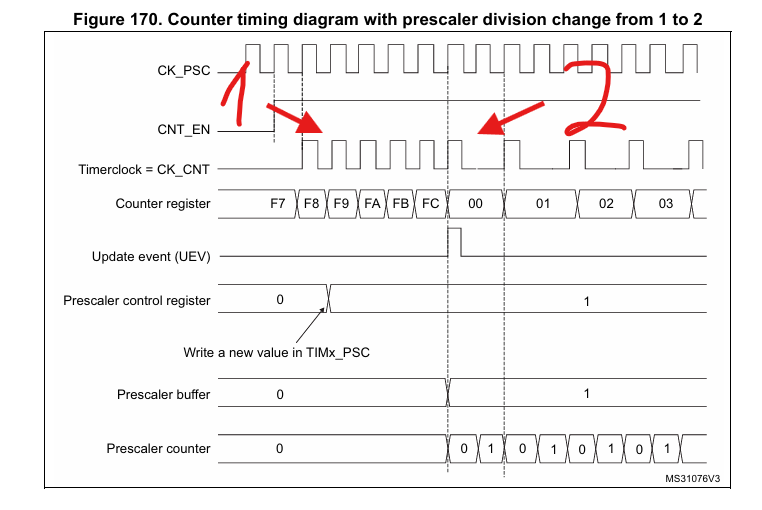 Figure 170. Counter timing diagram with prescaler division change from 1 to 2
CK_PSC
1
2
CNT_EN
Timerclock = CK_CNT
Counter register F7 F8 F9 FA FB FC 00 01 02 03
Update event (UEV)
Prescaler control register 0 1
Write a new value in TIMx_PSC
Prescaler buffer 0 1
Prescaler counter 0 0 1 0 1 0 1 0 1
MS31076V3